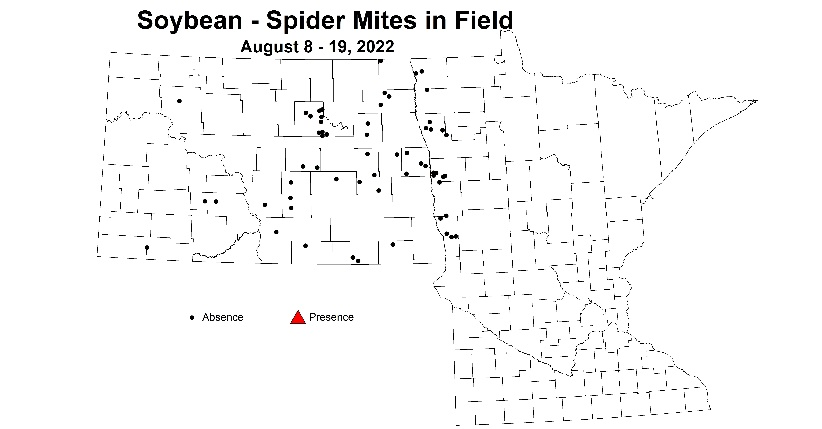 Soybean - Spider Mites in Field
August 8 - 19, 2022
Absence
Presence